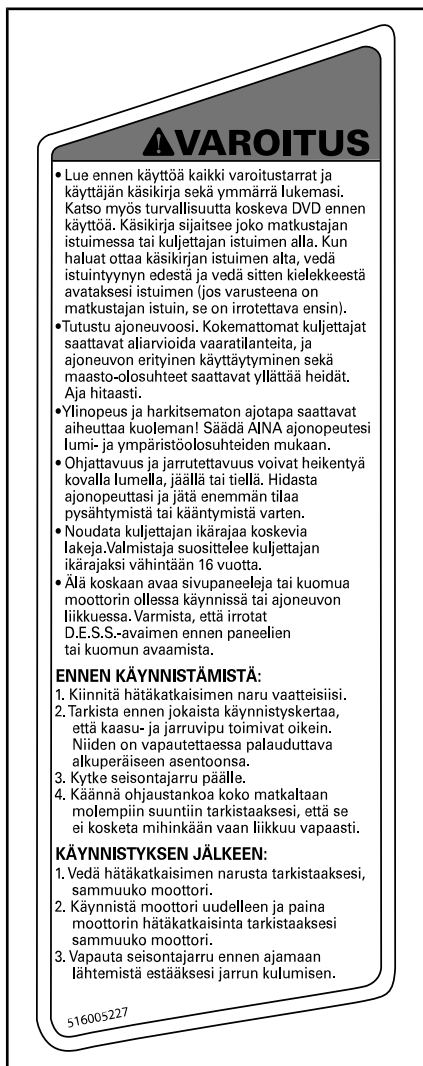 ⚠VAROITUS
• Lue ennen käyttöä kaikki varoitustarrat ja
käyttäjän käsikirja sekä ymmärrä lukemasi.
Katso myös turvallisuutta koskeva DVD ennen
käyttöä. Käsikirja sijaitsee joko matkustajan
istuimessa tai kuljettajan istuimen alla. Kun
haluat ottaa käsikirjan istuimen alta, vedä
istuintyynyn edestä ja vedä sitten kielekkeestä
avataksesi istuimen (jos varusteena on
matkustajan istuin, se on irrotettava ensin).
•Tutustu ajoneuvoosi. Kokemattomat kuljettajat
saattavat aliarvioida vaaratilanteita, ja
ajoneuvon erityinen käyttäytyminen sekä
maasto-olosuhteet saattavat yllättää heidät.
Aja hitaasti.
•Ylinopeus ja harkitsematon ajotapa saattavat
aiheuttaa kuoleman! Säädä AINA ajonopeutesi
lumi- ja ympäristöolosuhteiden mukaan.
• Ohjattavuus ja jarrutettavuus voivat heikentyä
kovalla lumella, jäällä tai tiellä. Hidasta
ajonopeuttasi ja jätä enemmän tilaa
pysähtymistä tai kääntymistä varten.
• Noudata kuljettajan ikärajaa koskevia
lakeja.Valmistaja suosittelee kuljettajan
ikärajaksi vähintään 16 vuotta.
• Älä koskaan avaa sivupaneeleja tai kuomua
moottorin ollessa käynnissä tai ajoneuvon
liikkuessa. Varmista, että irrotat
D.E.S.S.-avaimen ennen paneelien
tai kuomun avaamista.
ENNEN KÄYNNISTÄMISTÄ:
1. Kiinnitä hätäkatkaisimen naru vaatteisiisi.
2. Tarkista ennen jokaista käynnistyskertaa,
että kaasu- ja jarruvipu toimivat oikein.
Niiden on vapautettaessa palauduttava
alkuperäiseen asentoonsa.
3. Kytke seisontajarru päälle.
4. Käännä ohjaustankoa koko matkaltaan
molempiin suuntiin tarkistaaksesi, että se
ei kosketa mihinkään vaan liikkuu vapaasti.
KÄYNNISTYKSEN JÄLKEEN:
1. Vedä hätäkatkaisimen narusta tarkistaaksesi,
sammuuko moottori.
2. Käynnistä moottori uudelleen ja paina
moottorin hätäkatkaisinta tarkistaaksesi
sammuuko moottori.
3. Vapauta seisontajarru ennen ajamaan
lähtemistä estääksesi jarrun kulumisen.
516005227